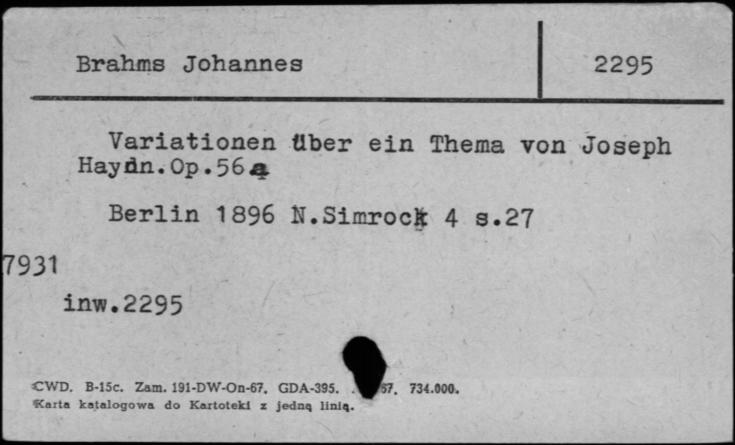 Brahms Johannes
2295
Variationen über ein Thema von Joseph
Haydn.Op.56a
Berlin 1896 N.Simrock 4 s.27
7931
inw.2295
CWD. B-15c. Zam. 191-DW-On-67. GDA-395. 67. 734.000.
Karta katalogowa do Kartoteki z jedną linią.